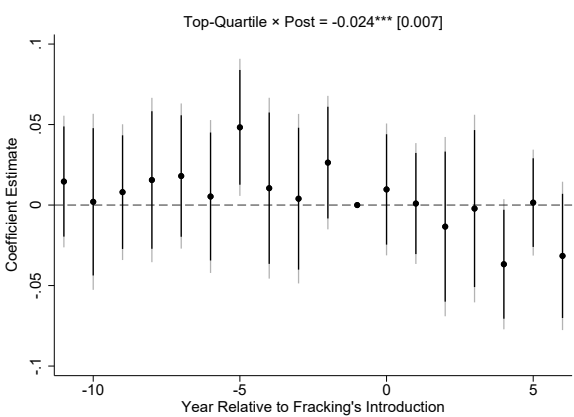 Top-Quartile × Post = -0.024*** [0.007]
Coefficient Estimate
.1
.05
0
-.05
-.1
-10 -5 0 5
Year Relative to Fracking's Introduction